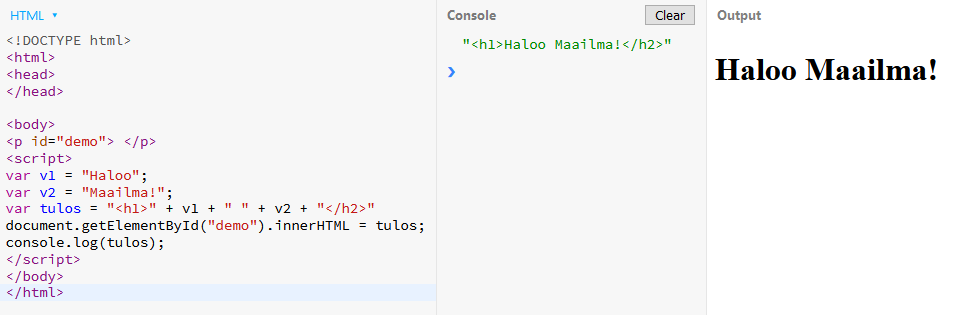 HTML ▾
<!DOCTYPE html>
<html>
<head>
</head>
<body>
<p id="demo"> </p>
<script>
var v1 = "Haloo";
var v2 = "Maailma!";
var tulos = "<h1>" + v1 + " " + v2 + "</h2>"
document.getElementById("demo").innerHTML = tulos;
console.log(tulos);
</script>
</body>
</html>
Console
Clear
"<h1>Haloo Maailma!</h2>"
❯
Output
Haloo Maailma!